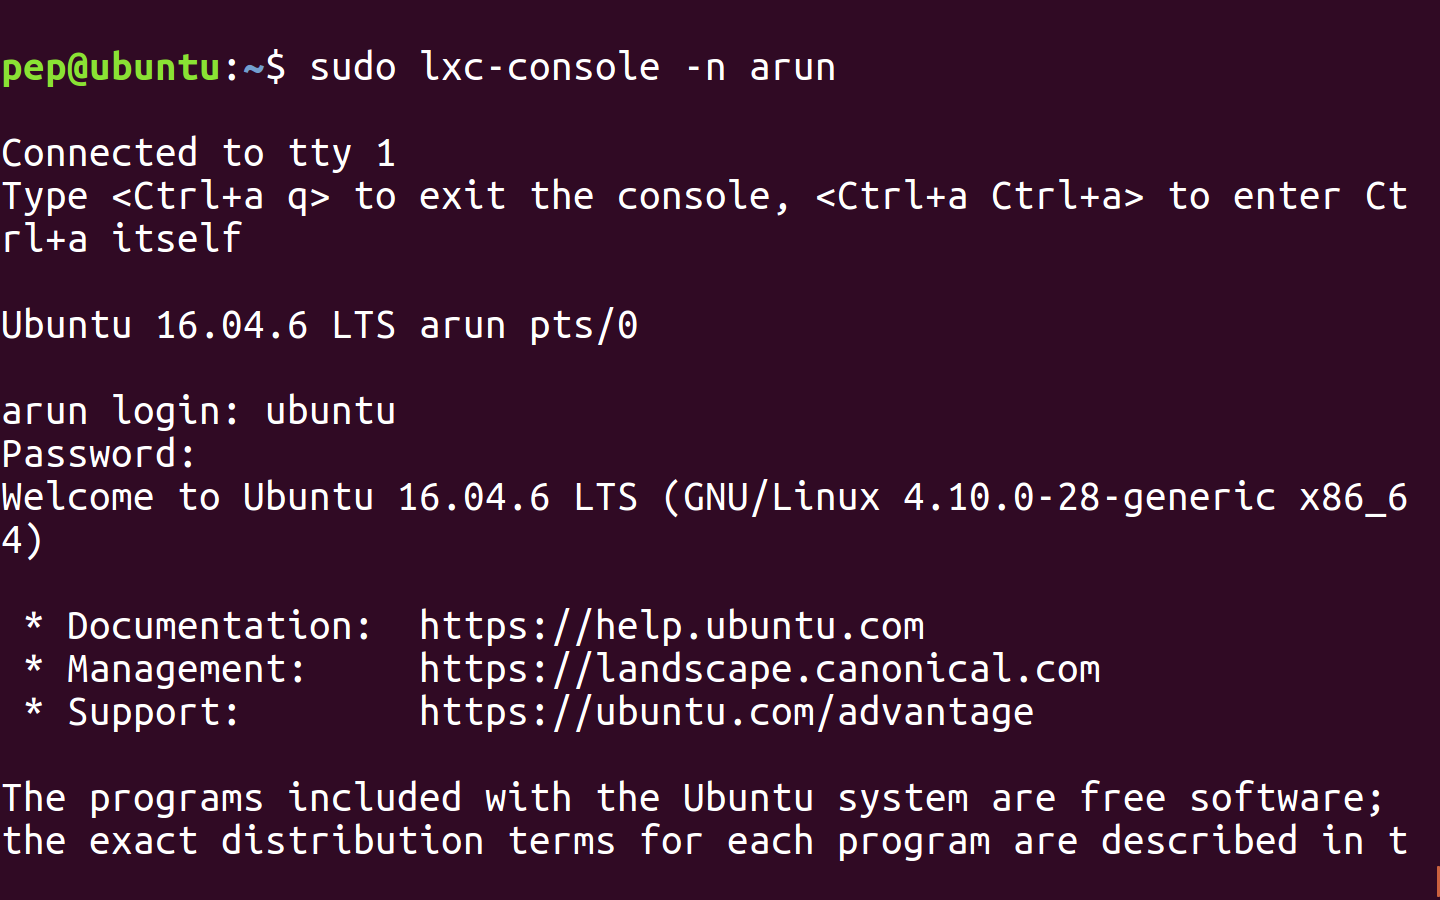 pep@ubuntu:~$ sudo lxc-console -n arun
Connected to tty 1
Type <Ctrl+a q> to exit the console, <Ctrl+a Ctrl+a> to enter Ct
rl+a itself
Ubuntu 16.04.6 LTS arun pts/0
arun login: ubuntu
Password:
Welcome to Ubuntu 16.04.6 LTS (GNU/Linux 4.10.0-28-generic x86_6
4)
 * Documentation:  https://help.ubuntu.com
 * Management:     https://landscape.canonical.com
 * Support:        https://ubuntu.com/advantage
The programs included with the Ubuntu system are free software;
the exact distribution terms for each program are described in t